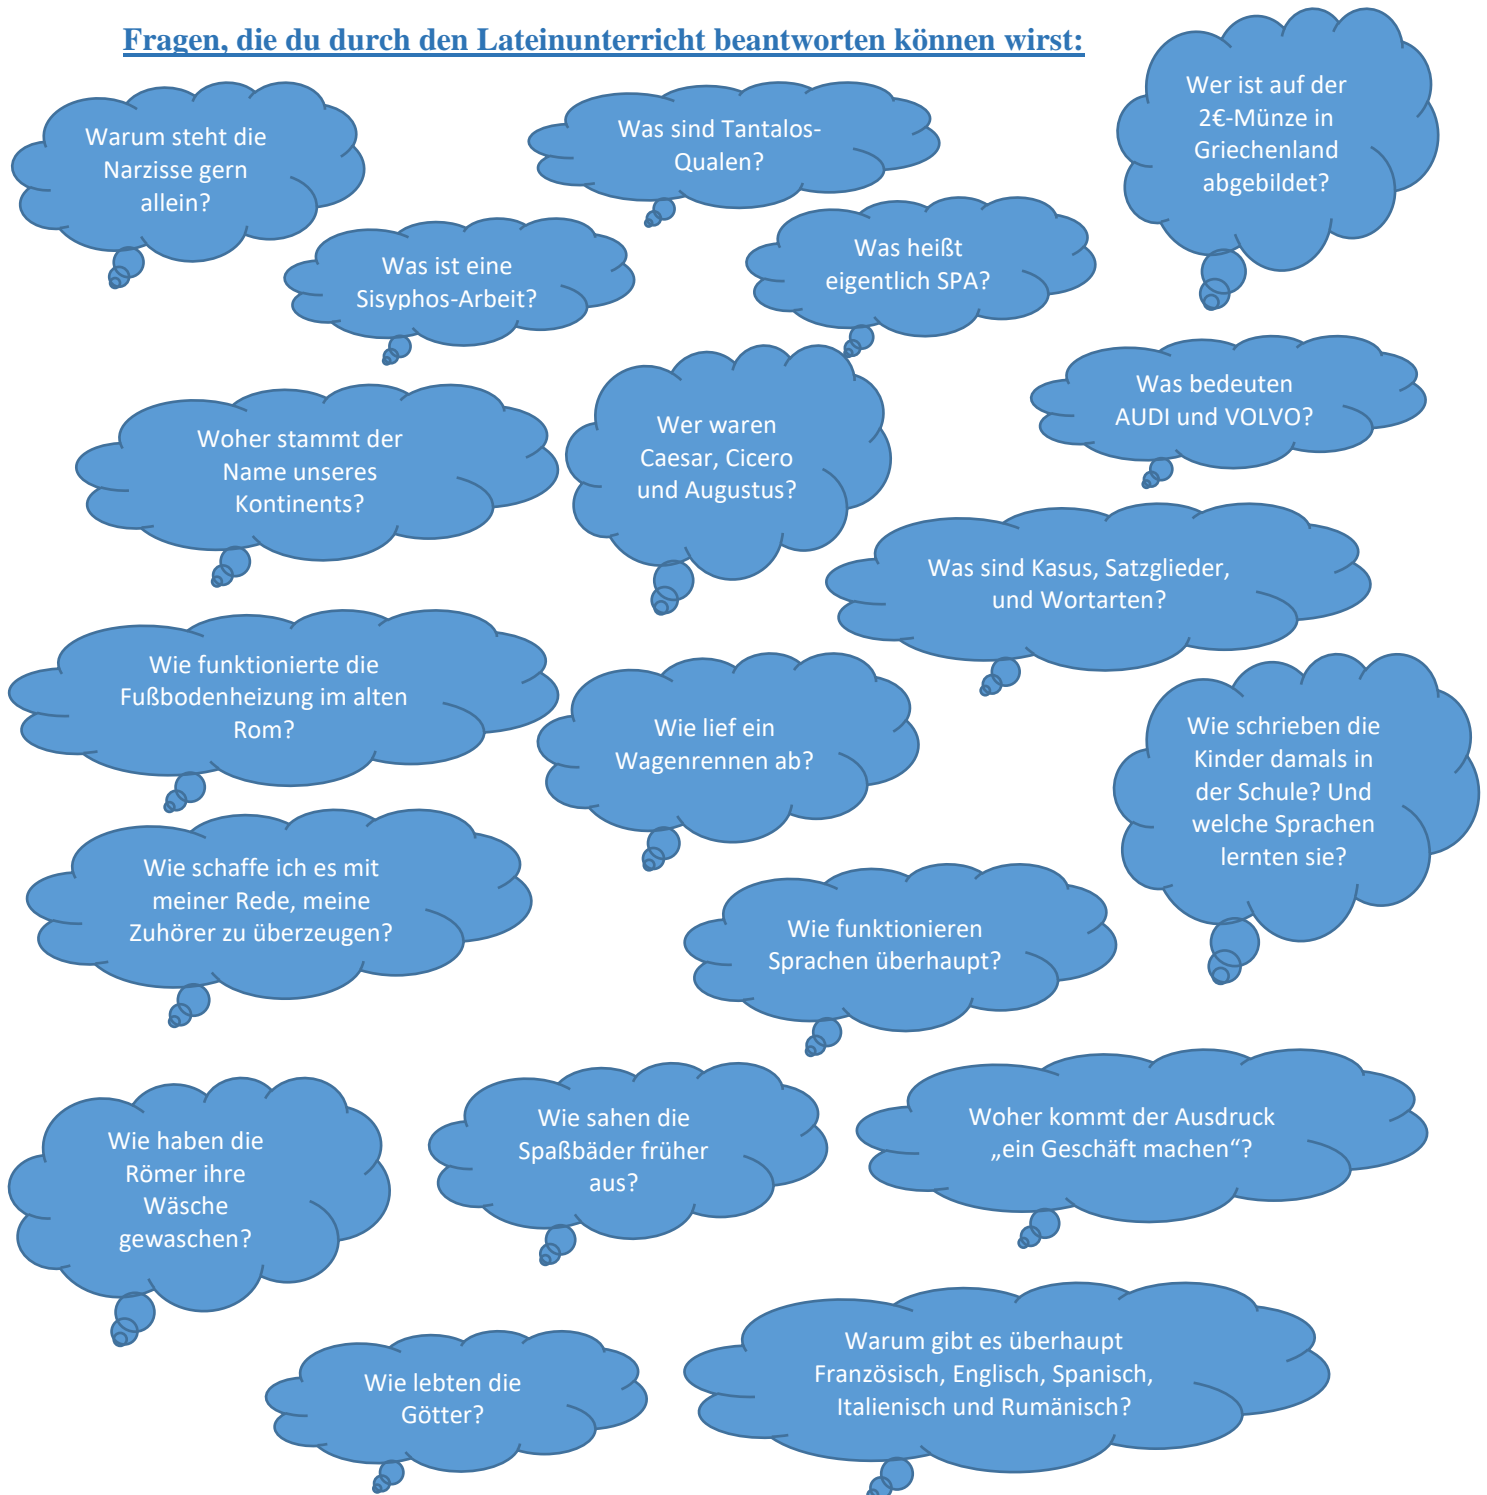 Fragen, die du durch den Lateinunterricht beantworten können wirst:
Warum steht die
Narzisse gern
allein?
Was sind Tantalos-
Qualen?
Wer ist auf der
2€-Münze in
Griechenland
abgebildet?
Was ist eine
Sisyphos-Arbeit?
Was heißt
eigentlich SPA?
Woher stammt der
Name unseres
Kontinents?
Wer waren
Caesar, Cicero
und Augustus?
Was bedeuten
AUDI und VOLVO?
Was sind Kasus, Satzglieder,
und Wortarten?
Wie funktionierte die
Fußbodenheizung im alten
Rom?
Wie lief ein
Wagenrennen ab?
Wie schrieben die
Kinder damals in
der Schule? Und
welche Sprachen
lernten sie?
Wie schaffe ich es mit
meiner Rede, meine
Zuhörer zu überzeugen?
Wie funktionieren
Sprachen überhaupt?
Wie haben die
Römer ihre
Wäsche
gewaschen?
Wie sahen die
Spaßbäder früher
aus?
Woher kommt der Ausdruck
„ein Geschäft machen“?
Wie lebten die
Götter?
Warum gibt es überhaupt
Französisch, Englisch, Spanisch,
Italienisch und Rumänisch?